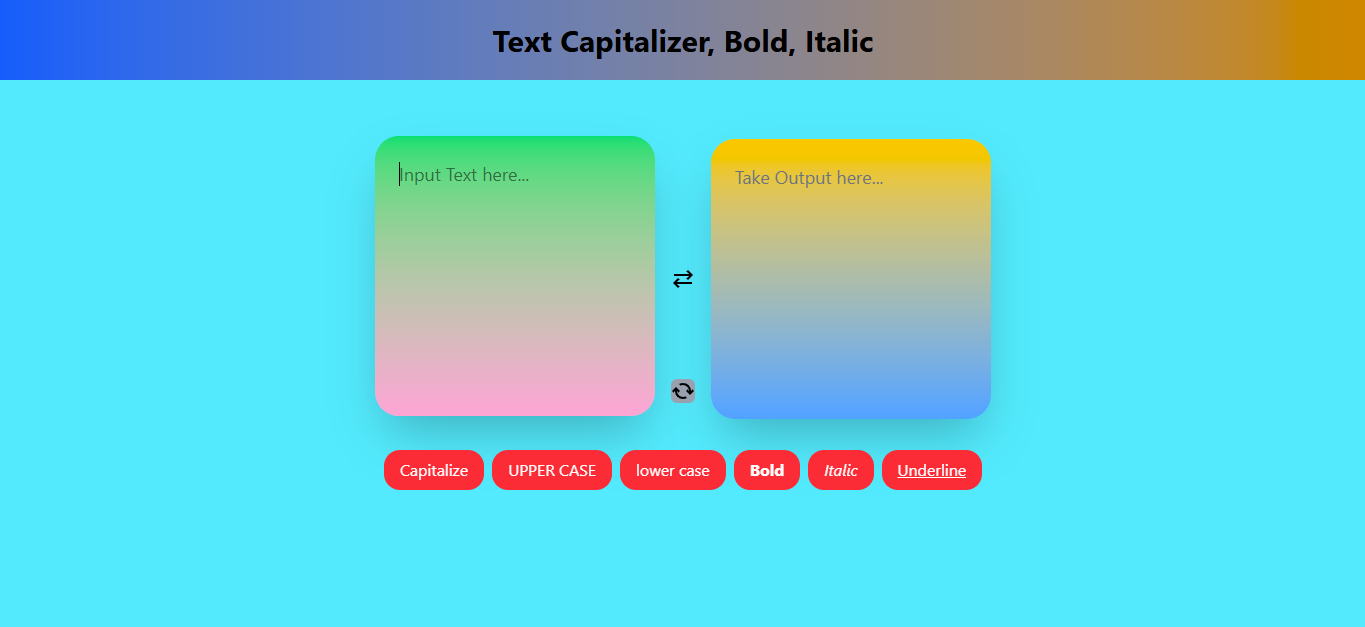 Text Capitalizer, Bold, Italic
Input Text here...
Take Output here...
Capitalize
UPPER CASE
lower case
Bold
Italic
Underline